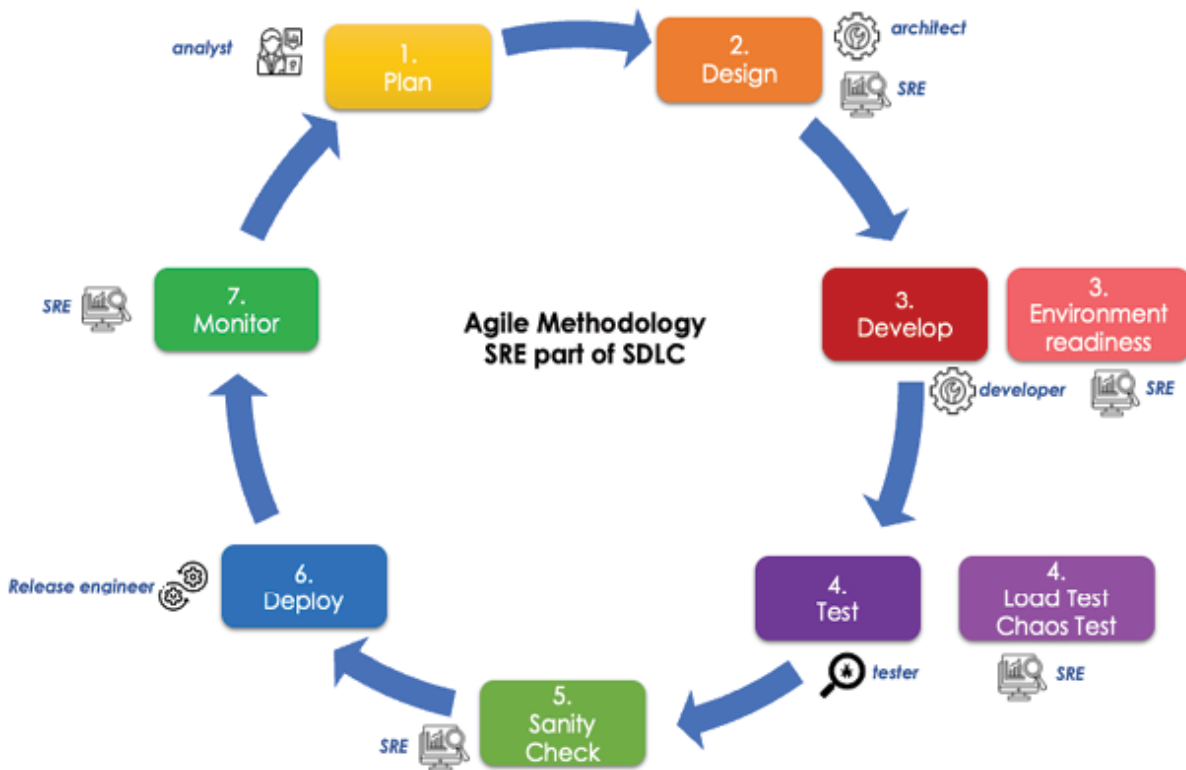 analyst
1.
Plan
2.
Design
architect
SRE
3.
Develop
developer
3.
Environment
readiness
SRE
4.
Test
tester
4.
Load Test
Chaos Test
SRE
5.
Sanity
Check
SRE
6.
Deploy
Release engineer
7.
Monitor
SRE
Agile Methodology
SRE part of SDLC